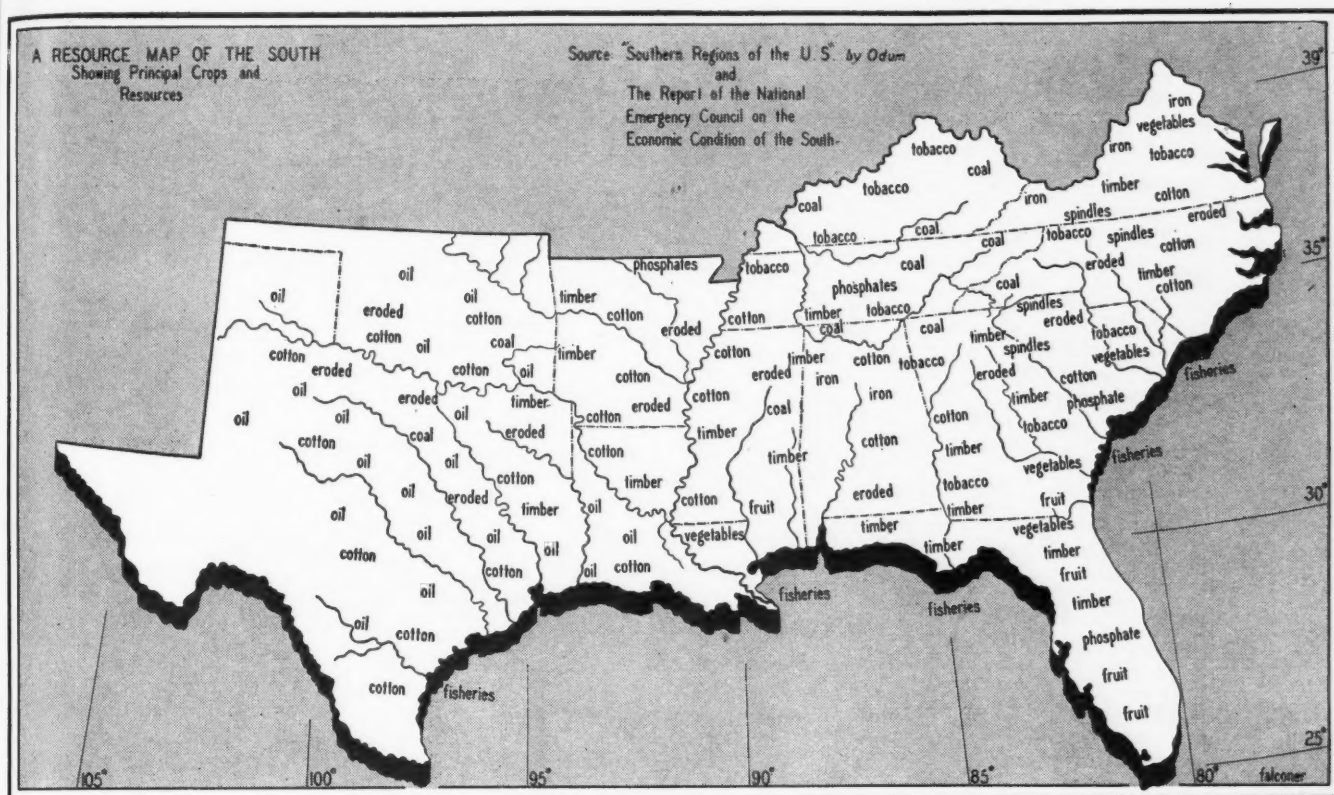 A RESOURCE MAP OF THE SOUTH
Showing Principal Crops and
Resources
Source "Southern Regions of the U.S" by Odum
and
The Report of the National
Emergency Council on the
Economic Condition of the South-
39°
iron
vegetables
tobacco
iron
tobacco
coal
tobacco
timber
coal
iron
cotton
spindles
eroded
tobacco
coal
tobacco
spindles
35°
coal
cotton
phosphates
tobacco
coal
eroded
oil
phosphates
coal
timber
cotton
oil
oil
timber
spindles
eroded
cotton
tobacco
eroded
cotton
cotton
timber
timber
tobacco
cotton
eroded
coal
coal
spindles
vegetables
oil
coal
timber
cotton
timber
cotton
cotton
eroded
iron
tobacco
eroded
cotton
fisheries
eroded
cotton
oil
cotton
oil
eroded
timber
cotton
iron
timber
phosphate
oil
oil
oil
eroded
cotton
coal
cotton
tobacco
coal
eroded
timber
timber
cotton
oil
oil
cotton
timber
cotton
timber
vegetables
fisheries
oil
eroded
cotton
timber
cotton
eroded
tobacco
30°
oil
oil
oil
timber
oil
fruit
timber
fruit
vegetables
cotton
oil
oil
oil
vegetables
timber
timber
timber
oil
cotton
oil
cotton
fisheries
fisheries
fruit
timber
oil
cotton
phosphate
cotton
fisheries
fruit
fruit
25°
105°
100°
95°
90°
85°
80°
falconer